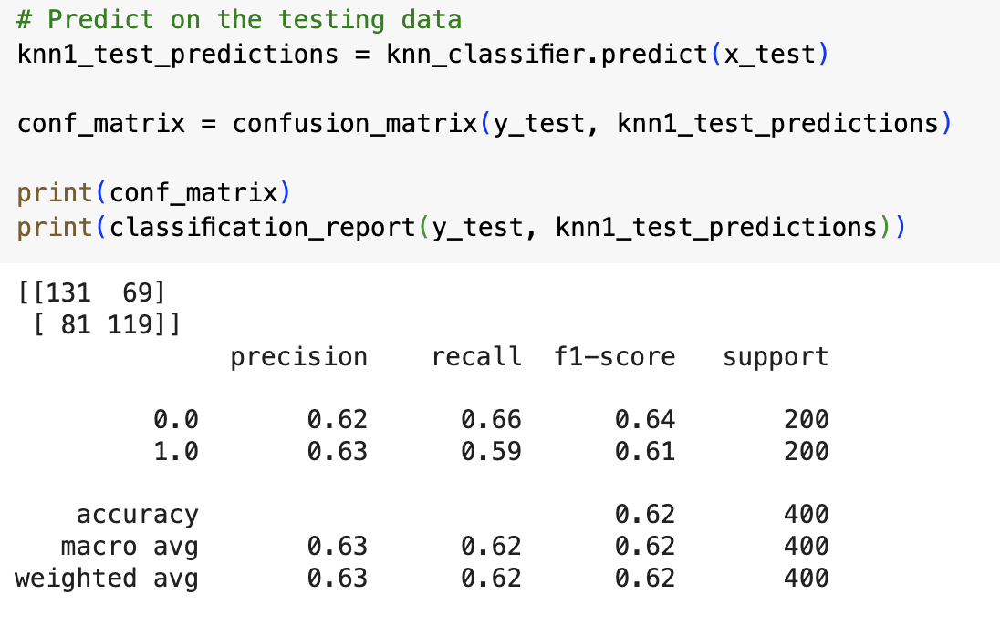 # Predict on the testing data
knn1_test_predictions = knn_classifier.predict(x_test)
conf_matrix = confusion_matrix(y_test, knn1_test_predictions)
print(conf_matrix)
print(classification_report(y_test, knn1_test_predictions))
[[131  69]
 [ 81 119]]
              precision    recall  f1-score   support
         0.0       0.62      0.66      0.64       200
         1.0       0.63      0.59      0.61       200
    accuracy                           0.62       400
   macro avg       0.63      0.62      0.62       400
weighted avg       0.63      0.62      0.62       400